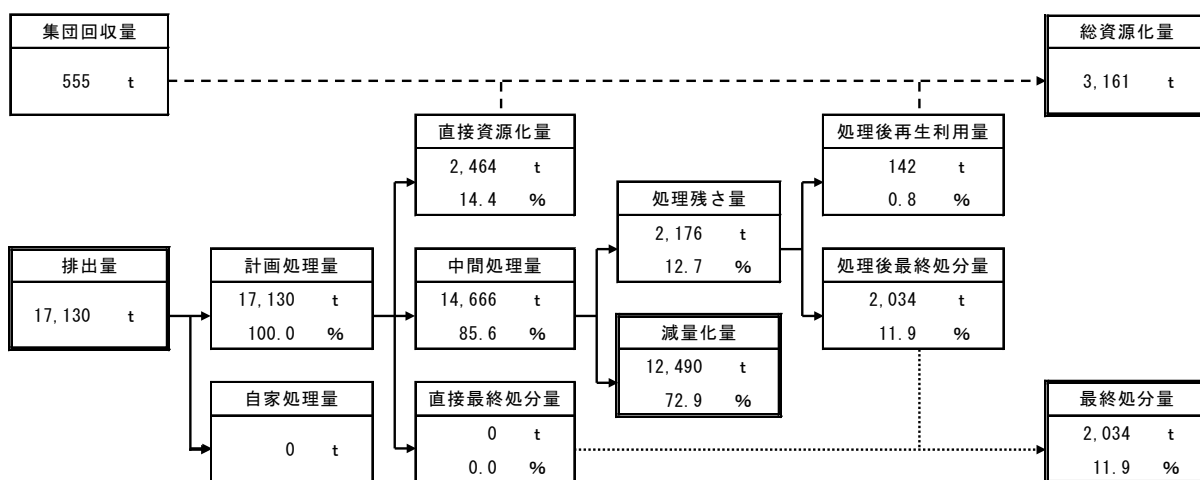 集団回収量
555 t
総資源化量
3,161 t
直接資源化量
2,464 t
14.4 %
処理後再生利用量
142 t
0.8 %
処理残さ量
2,176 t
12.7 %
排出量
17,130 t
計画処理量
17,130 t
100.0 %
中間処理量
14,666 t
85.6 %
処理後最終処分量
2,034 t
11.9 %
減量化量
12,490 t
72.9 %
自家処理量
0 t
直接最終処分量
0 t
0.0 %
最終処分量
2,034 t
11.9 %